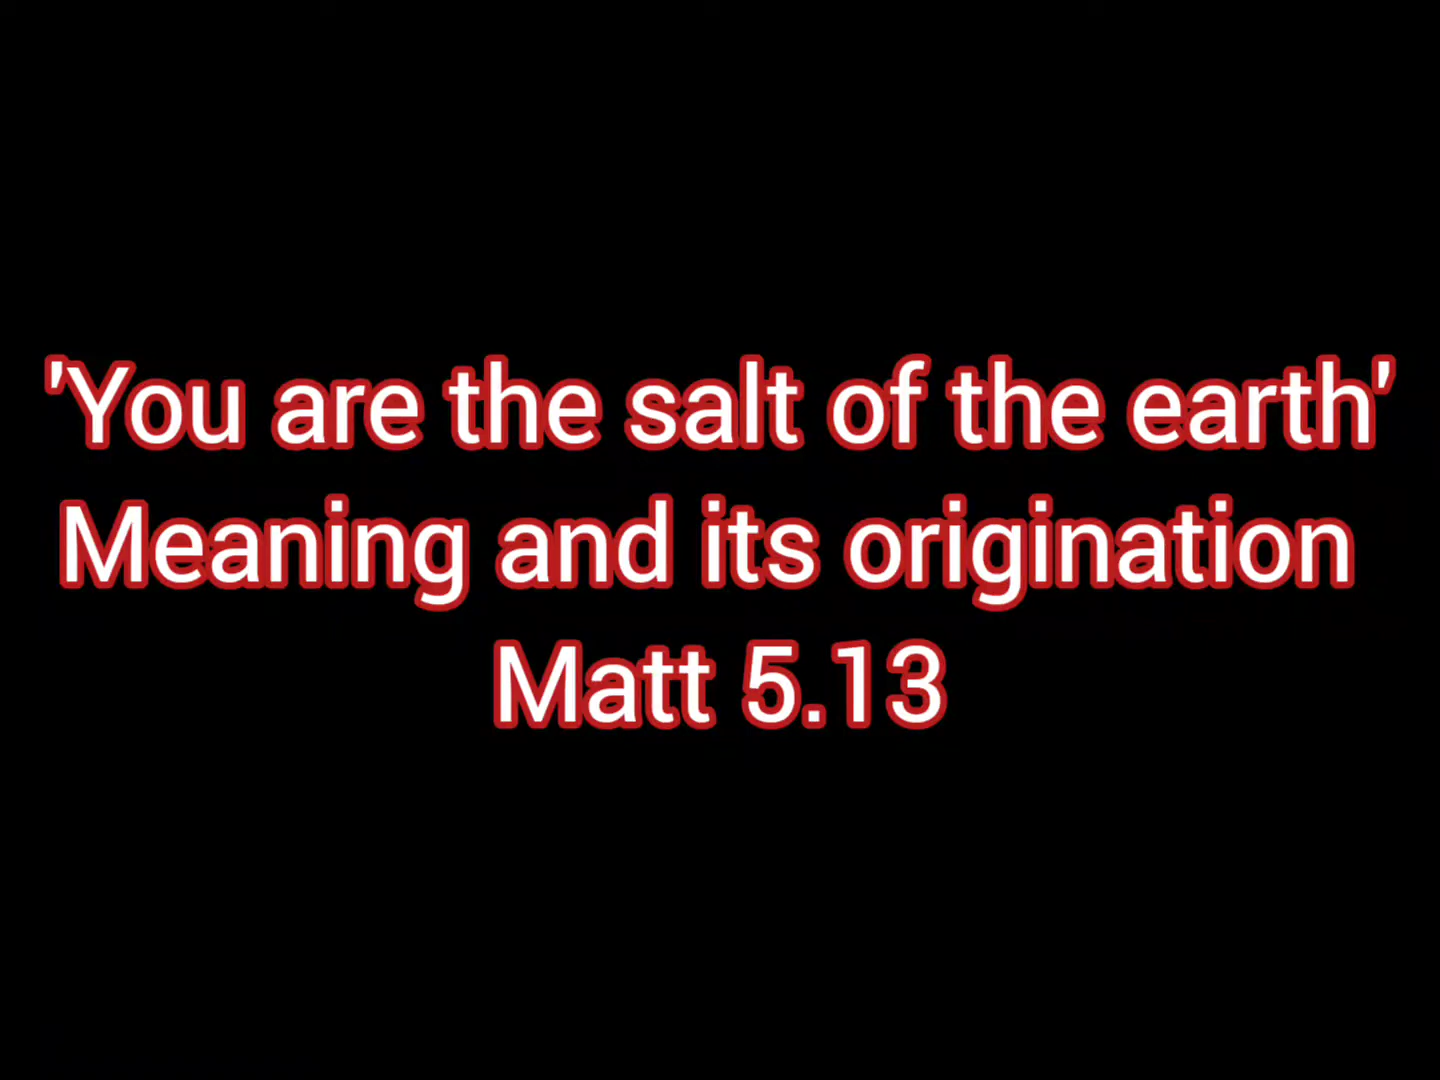 'You are the salt of the earth'
Meaning and its origination
Matt 5.13